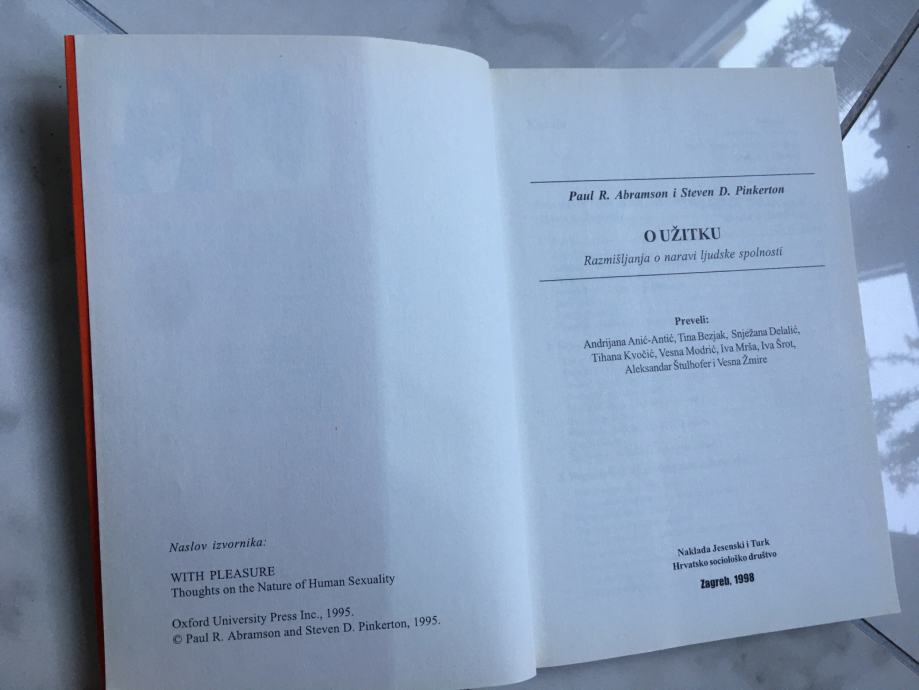 Naslov izvornika:
WITH PLEASURE
Thoughts on the Nature of Human Sexuality
Oxford University Press Inc., 1995.
© Paul R. Abramson and Steven D. Pinkerton, 1995.
Paul R. Abramson i Steven D. Pinkerton
O UŽITKU
Razmišljanja o naravi ljudske spolnosti
Preveli:
Andrijana Anić-Antić, Tina Bezjak, Snježana Delalić,
Tihana Kvočić, Vesna Modrić, Iva Mrša, Iva Šrot,
Aleksandar Štulhofer i Vesna Žmire
Naklada Jesenski i Turk
Hrvatsko sociološko društvo
Zagreb, 1998